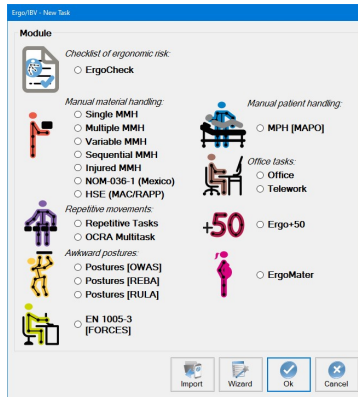 Ergo/IBV - New Task
Module
Checklist of ergonomic risk:
ErgoCheck
Manual material handling:
Single MMH
Multiple MMH
Variable MMH
Sequential MMH
Injured MMH
NOM-036-1 (Mexico)
HSE (MAC/RAPP)
Repetitive movements:
Repetitive Tasks
OCRA Multitask
Awkward postures:
Postures [OWAS]
Postures [REBA]
Postures [RULA]
EN 1005-3
[FORCES]
Manual patient handling:
MPH [MAPO]
Office tasks:
Office
Telework
+50
Ergo+50
ErgoMater
Import
Wizard
Ok
Cancel